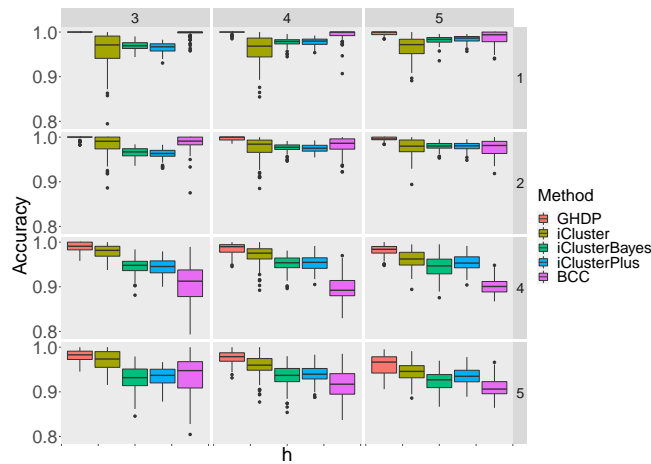 3 4 5
1.0
0.9
0.8
1
1.0
0.9
0.8
2
1.0
0.9
0.8
4
1.0
0.9
0.8
5
Accuracy
h
Method
GHDP
iCluster
iClusterBayes
iClusterPlus
BCC